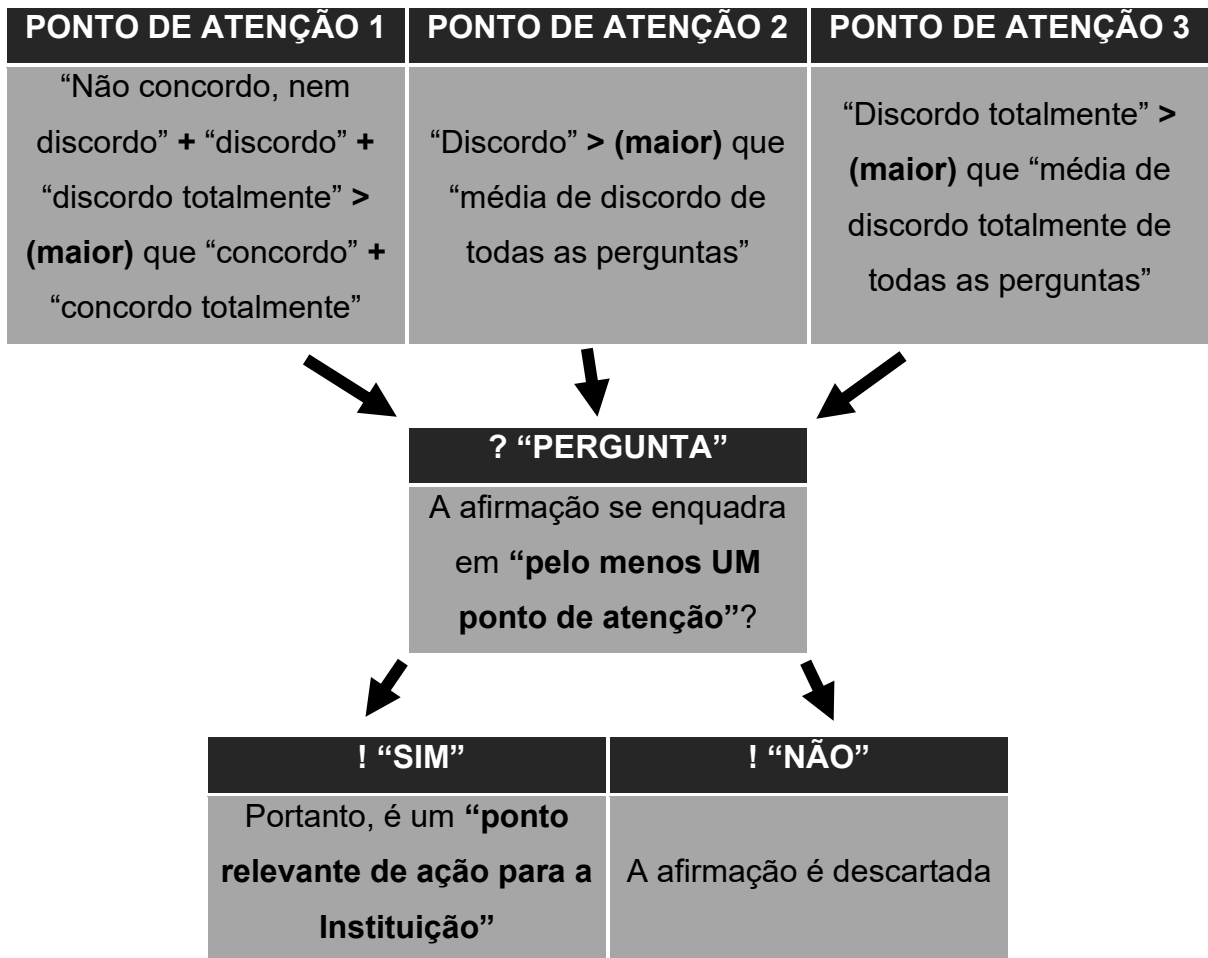 PONTO DE ATENÇÃO 1
“Não concordo, nem
discordo” + “discordo” +
“discordo totalmente” >
(maior) que “concordo” +
“concordo totalmente”
PONTO DE ATENÇÃO 2
“Discordo” > (maior) que
“média de discordo de
todas as perguntas”
PONTO DE ATENÇÃO 3
“Discordo totalmente” >
(maior) que “média de
discordo totalmente de
todas as perguntas”
? “PERGUNTA”
A afirmação se enquadra
em “pelo menos UM
ponto de atenção”?
! “SIM”
Portanto, é um “ponto
relevante de ação para a
Instituição”
! “NÃO”
A afirmação é descartada